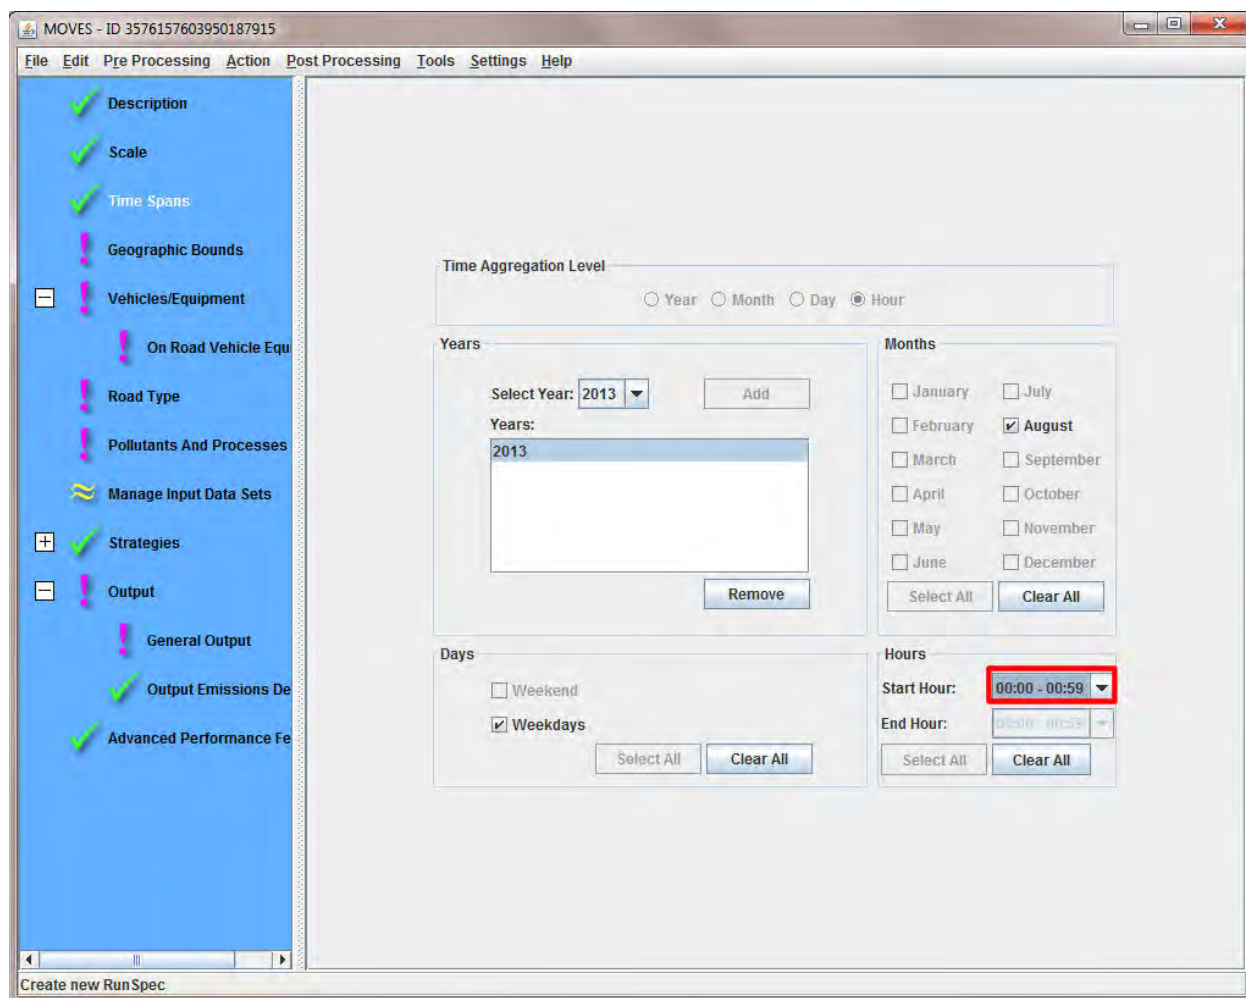 MOVES - ID 3576157603950187915
File Edit Pre Processing Action Post Processing Tools Settings Help
Description
Scale
Time Spans
Geographic Bounds
Vehicles/Equipment
On Road Vehicle Equi
Road Type
Pollutants And Processes
Manage Input Data Sets
Strategies
Output
General Output
Output Emissions De
Advanced Performance Fe
Time Aggregation Level
Year Month Day Hour
Years
Select Year: 2013 Add
Years:
2013
Remove
Months
January July
February August
March September
April October
May November
June December
Select All Clear All
Days
Weekend
Weekdays
Select All Clear All
Hours
Start Hour: 00:00 - 00:59
End Hour:
Select All Clear All
Create new RunSpec